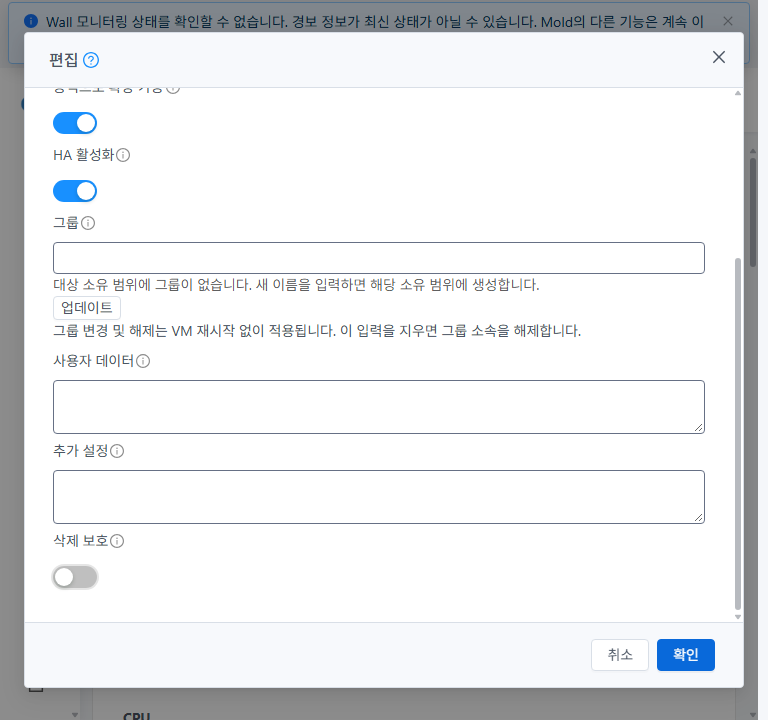 Wall 모니터링 상태를 확인할 수 없습니다. 경보 정보가 최신 상태가 아닐 수 있습니다. Mold의 다른 기능은 계속 이
편집
HA 활성화
그룹
대상 소유 범위에 그룹이 없습니다. 새 이름을 입력하면 해당 소유 범위에 생성합니다.
업데이트
그룹 변경 및 해제는 VM 재시작 없이 적용됩니다. 이 입력을 지우면 그룹 소속을 해제합니다.
사용자 데이터
추가 설정
삭제 보호
취소
확인
CPU